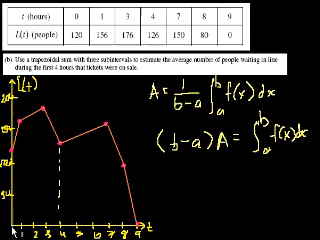 t (hours) 0 1 3 4 7 8 9
L(t) (people) 120 156 176 126 150 80 0
(b) Use a trapezoidal sum with three subintervals to estimate the average number of people waiting in line
during the first 4 hours that tickets were on sale.
L(t)
A = 1/(b-a) ∫_a^b f(x) dx
(b-a) A = ∫_a^b f(x) dx
1 2 3 4 6 7 8 9 t